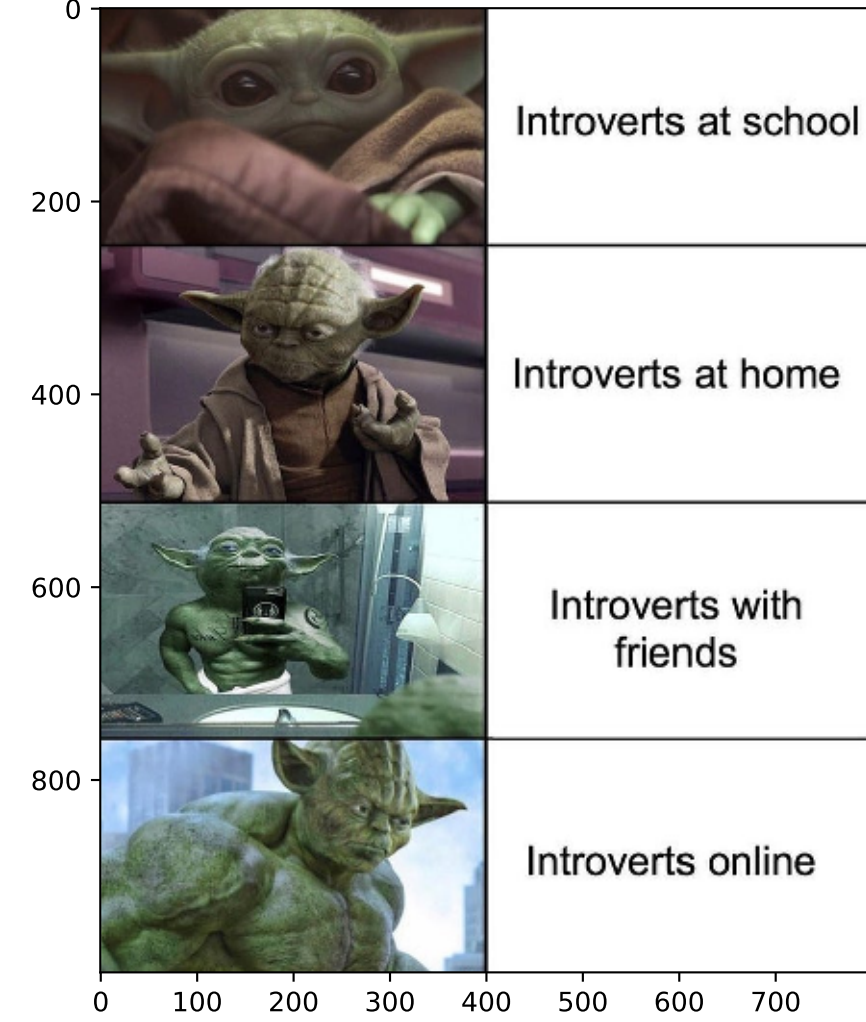 0
Introverts at school
200
Introverts at home
400
600
Introverts with
friends
800
Introverts online
0 100 200 300 400 500 600 700